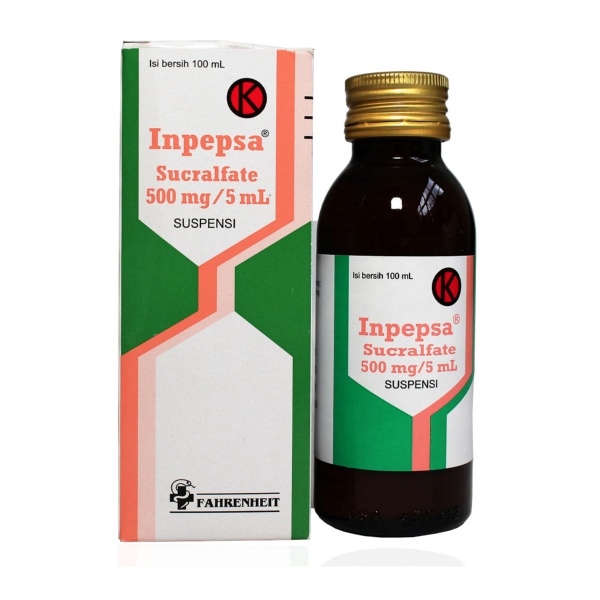 Isi bersih 100 mL
K
Inpepsa®
Sucralfate
500 mg/5 mL
SUSPENSI
FAHRENHEIT
Isi bersih 100 mL
K
Inpepsa®
Sucralfate
500 mg/5 mL
SUSPENSI